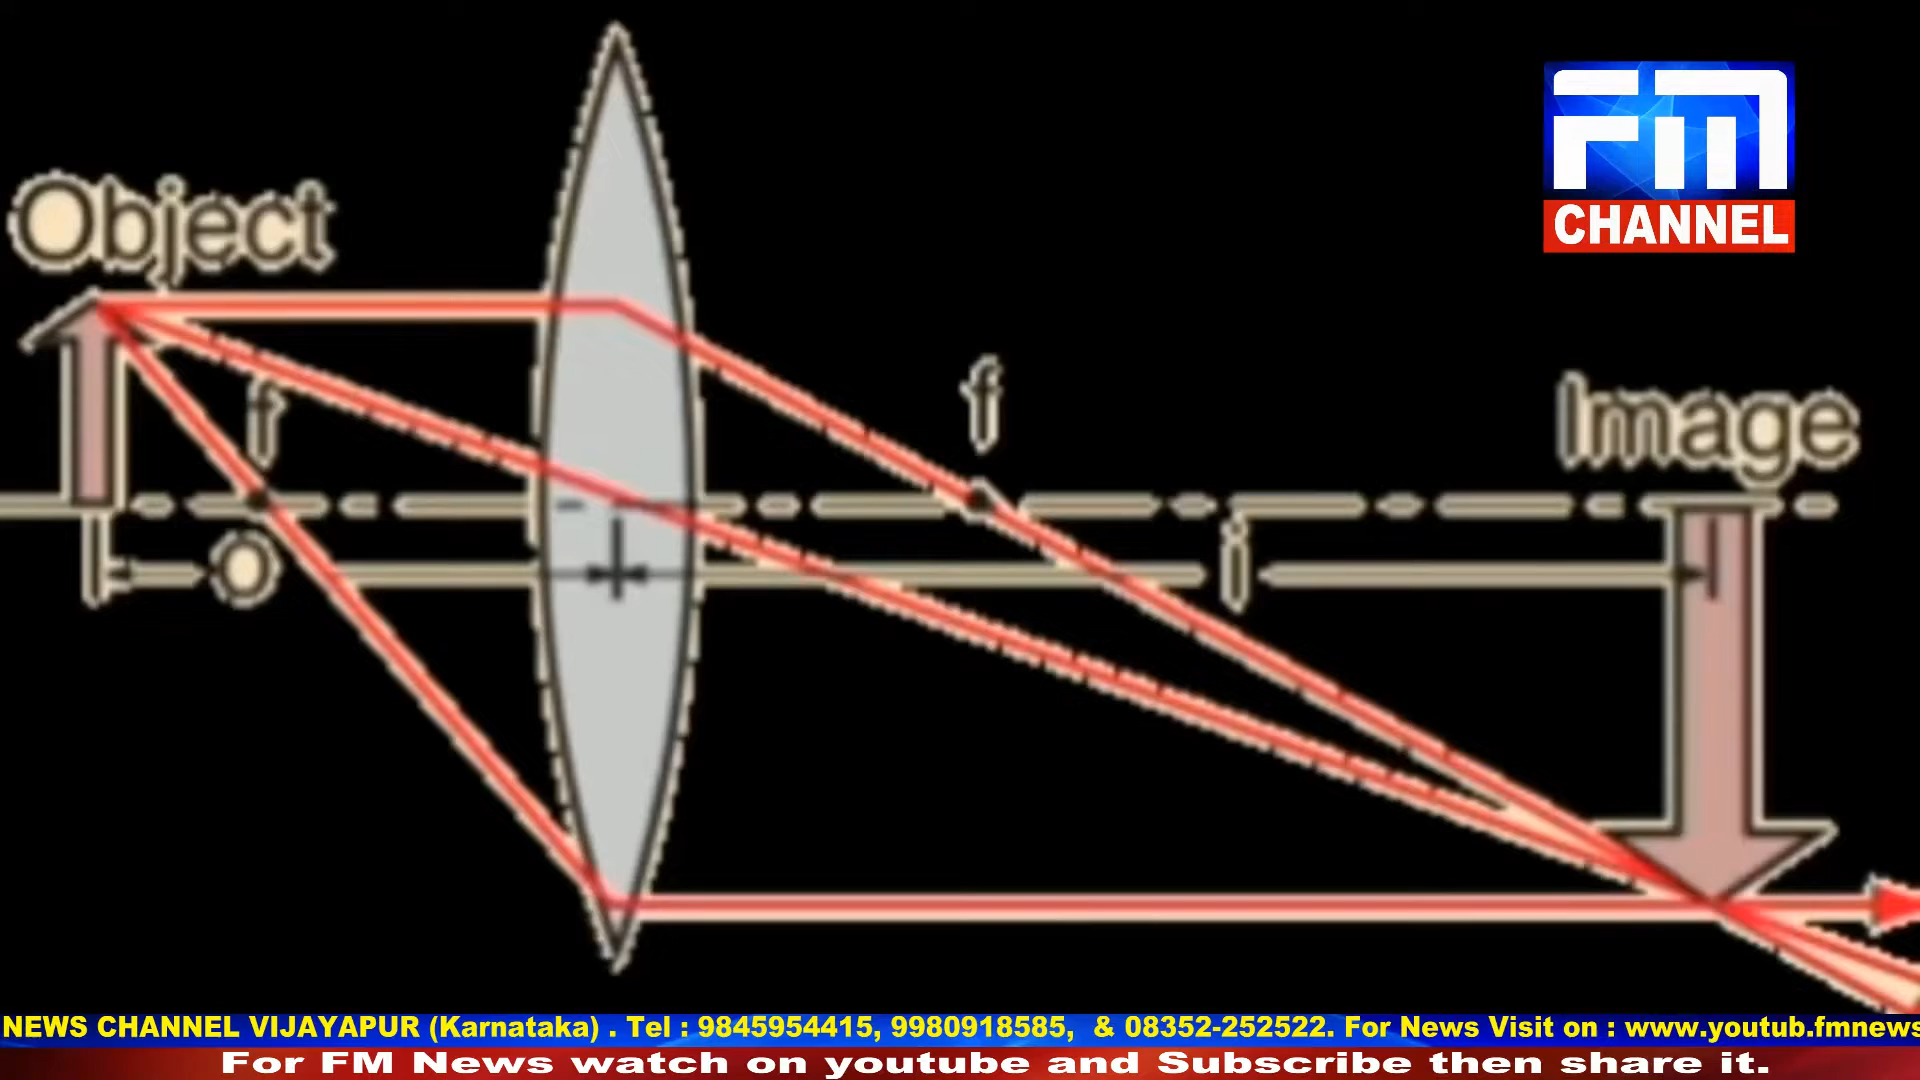 FM
CHANNEL
Object
f
f
Image
O
i
NEWS CHANNEL VIJAYAPUR (Karnataka) . Tel : 9845954415, 9980918585, & 08352-252522. For News Visit on : www.youtub.fmnews
For FM News watch on youtube and Subscribe then share it.